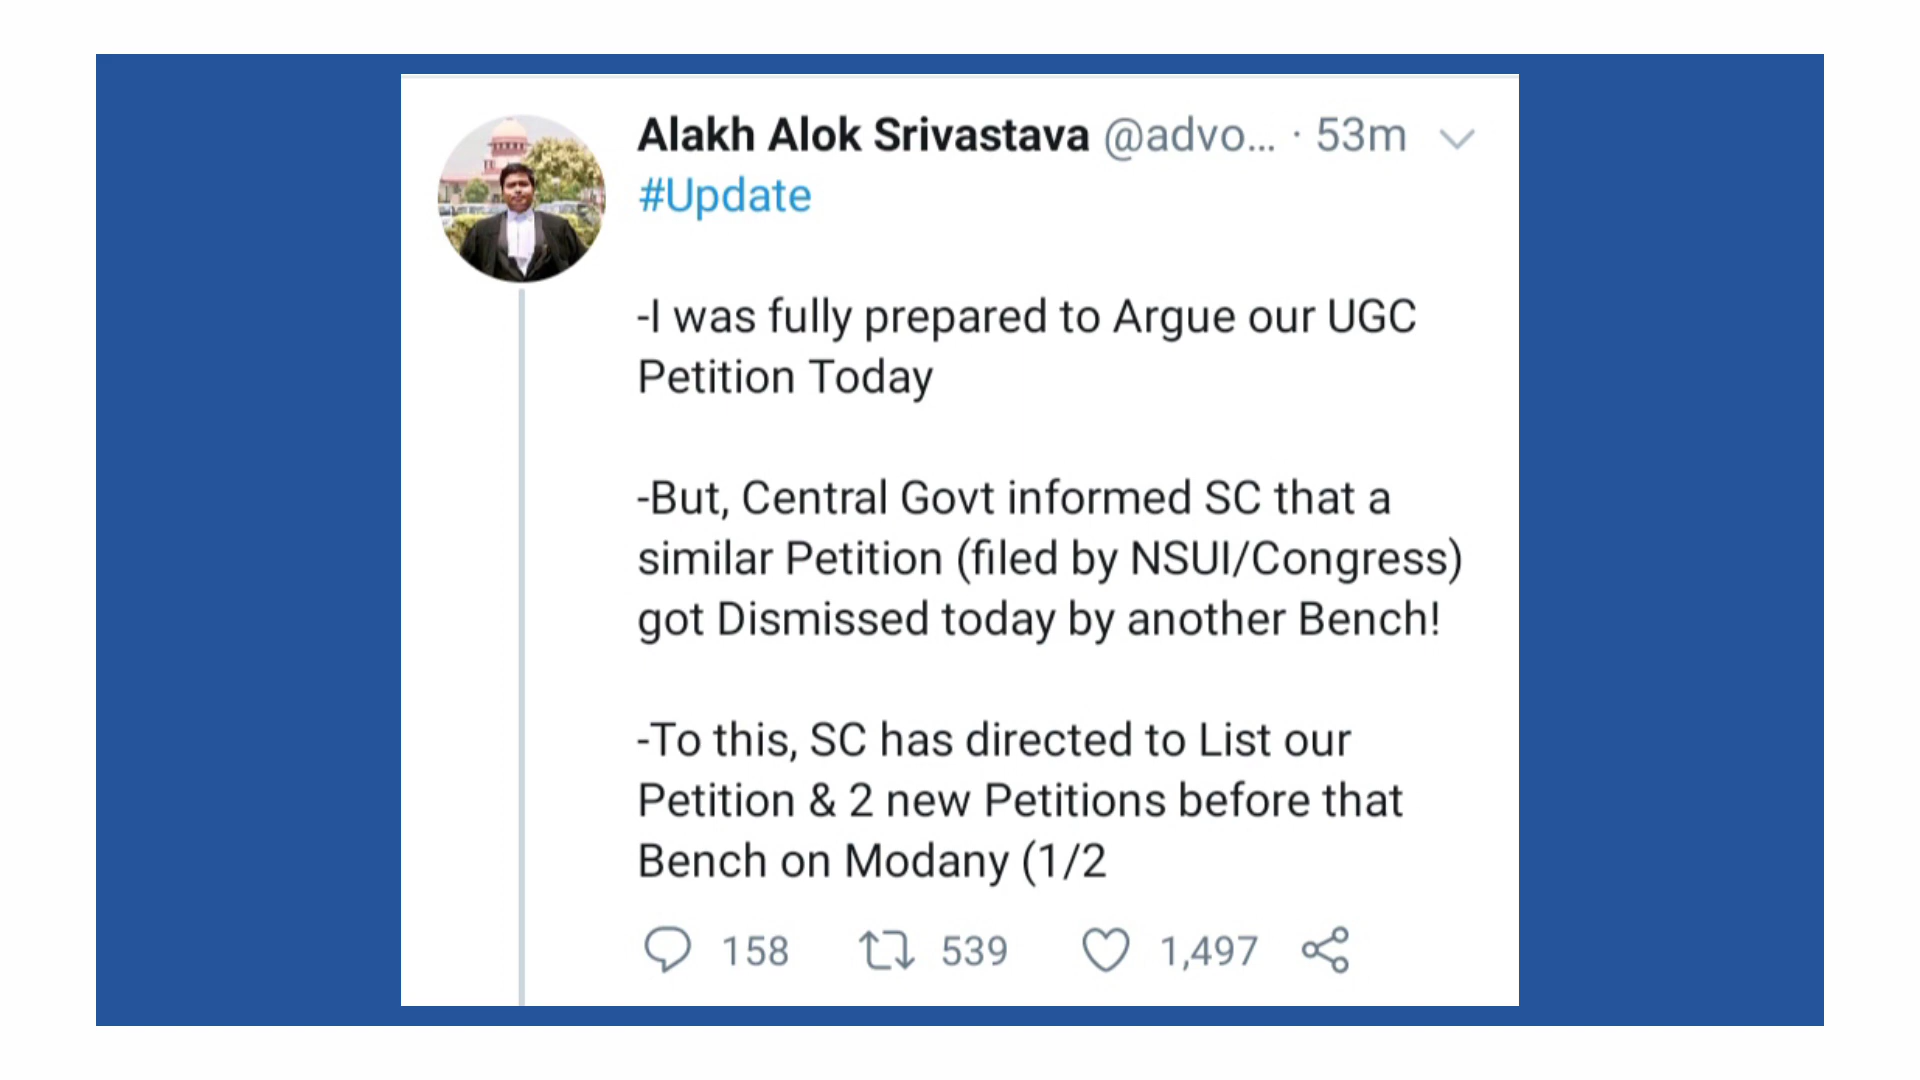 Alakh Alok Srivastava @advo... · 53m
#Update
-I was fully prepared to Argue our UGC
Petition Today
-But, Central Govt informed SC that a
similar Petition (filed by NSUI/Congress)
got Dismissed today by another Bench!
-To this, SC has directed to List our
Petition & 2 new Petitions before that
Bench on Modany (1/2
158 539 1,497